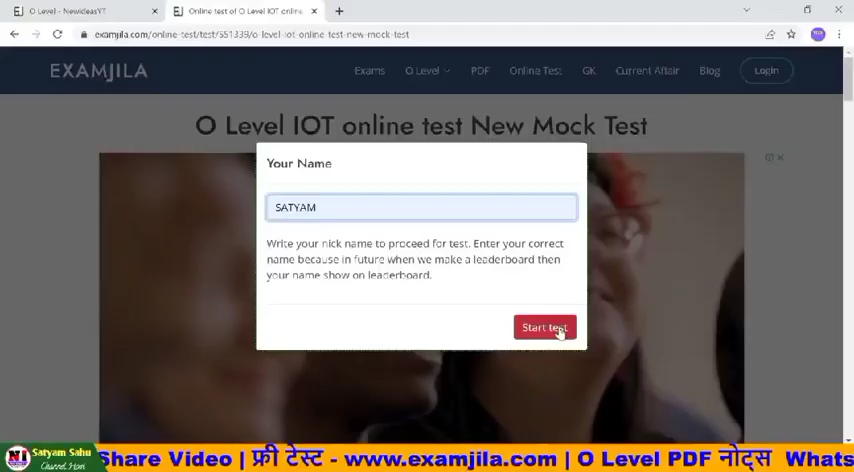 O Level - NewideasYT
Online test of O Level IOT onlin
examjila.com/online-test/test/551339/o-level-iot-online-test-new-mock-test
EXAMJILA
Exams
O Level
PDF
Online Test
GK
Current Affair
Blog
Login
O Level IOT online test New Mock Test
Your Name
SATYAM
Write your nick name to proceed for test. Enter your correct
name because in future when we make a leaderboard then
your name show on leaderboard.
Start test
Satyam Sahu
Channel Host
Share Video | फ्री टेस्ट - www.examjila.com | O Level PDF नोट्स Whats